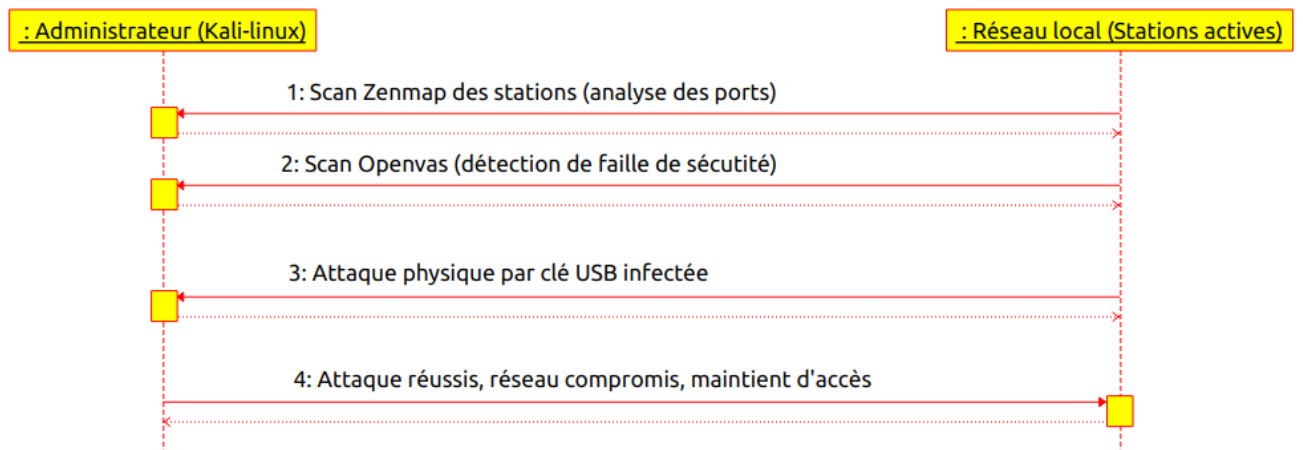 : Administrateur (Kali-linux)
: Réseau local (Stations actives)
1: Scan Zenmap des stations (analyse des ports)
2: Scan Openvas (détection de faille de sécutité)
3: Attaque physique par clé USB infectée
4: Attaque réussis, réseau compromis, maintient d'accès